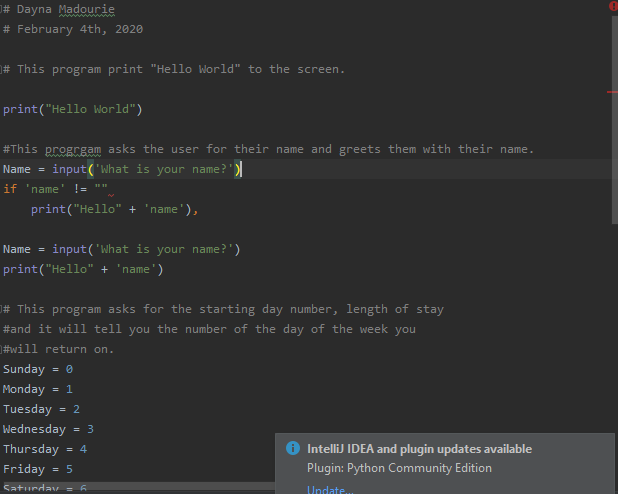 # Dayna Madourie
# February 4th, 2020
# This program print "Hello World" to the screen.
print("Hello World")
#This progrgam asks the user for their name and greets them with their name.
Name = input('What is your name?')
if 'name' != ""
print("Hello" + 'name'),
Name = input('What is your name?')
print("Hello" + 'name')
# This program asks for the starting day number, length of stay
#and it will tell you the number of the day of the week you
#will return on.
Sunday = 0
Monday = 1
Tuesday = 2
Wednesday = 3
Thursday = 4
Friday = 5
Saturday = 6
IntelliJ IDEA and plugin updates available
Plugin: Python Community Edition
Update...